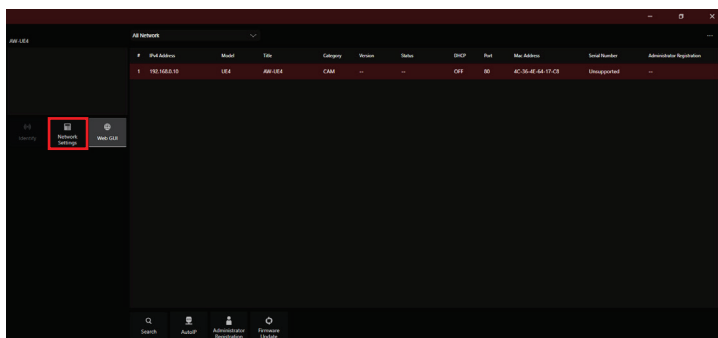 AW-UE4
All Network
# IPv4 Address Model Title Category Version Status DHCP Port Mac Address Serial Number Administrator Registration
1 192.168.0.10 UE4 AW-UE4 CAM -- -- OFF 80 4C-36-4E-64-17-C8 Unsupported --
Identify
Network
Settings
Web GUI
Search
AutoIP
Administrator
Registration
Firmware
Update